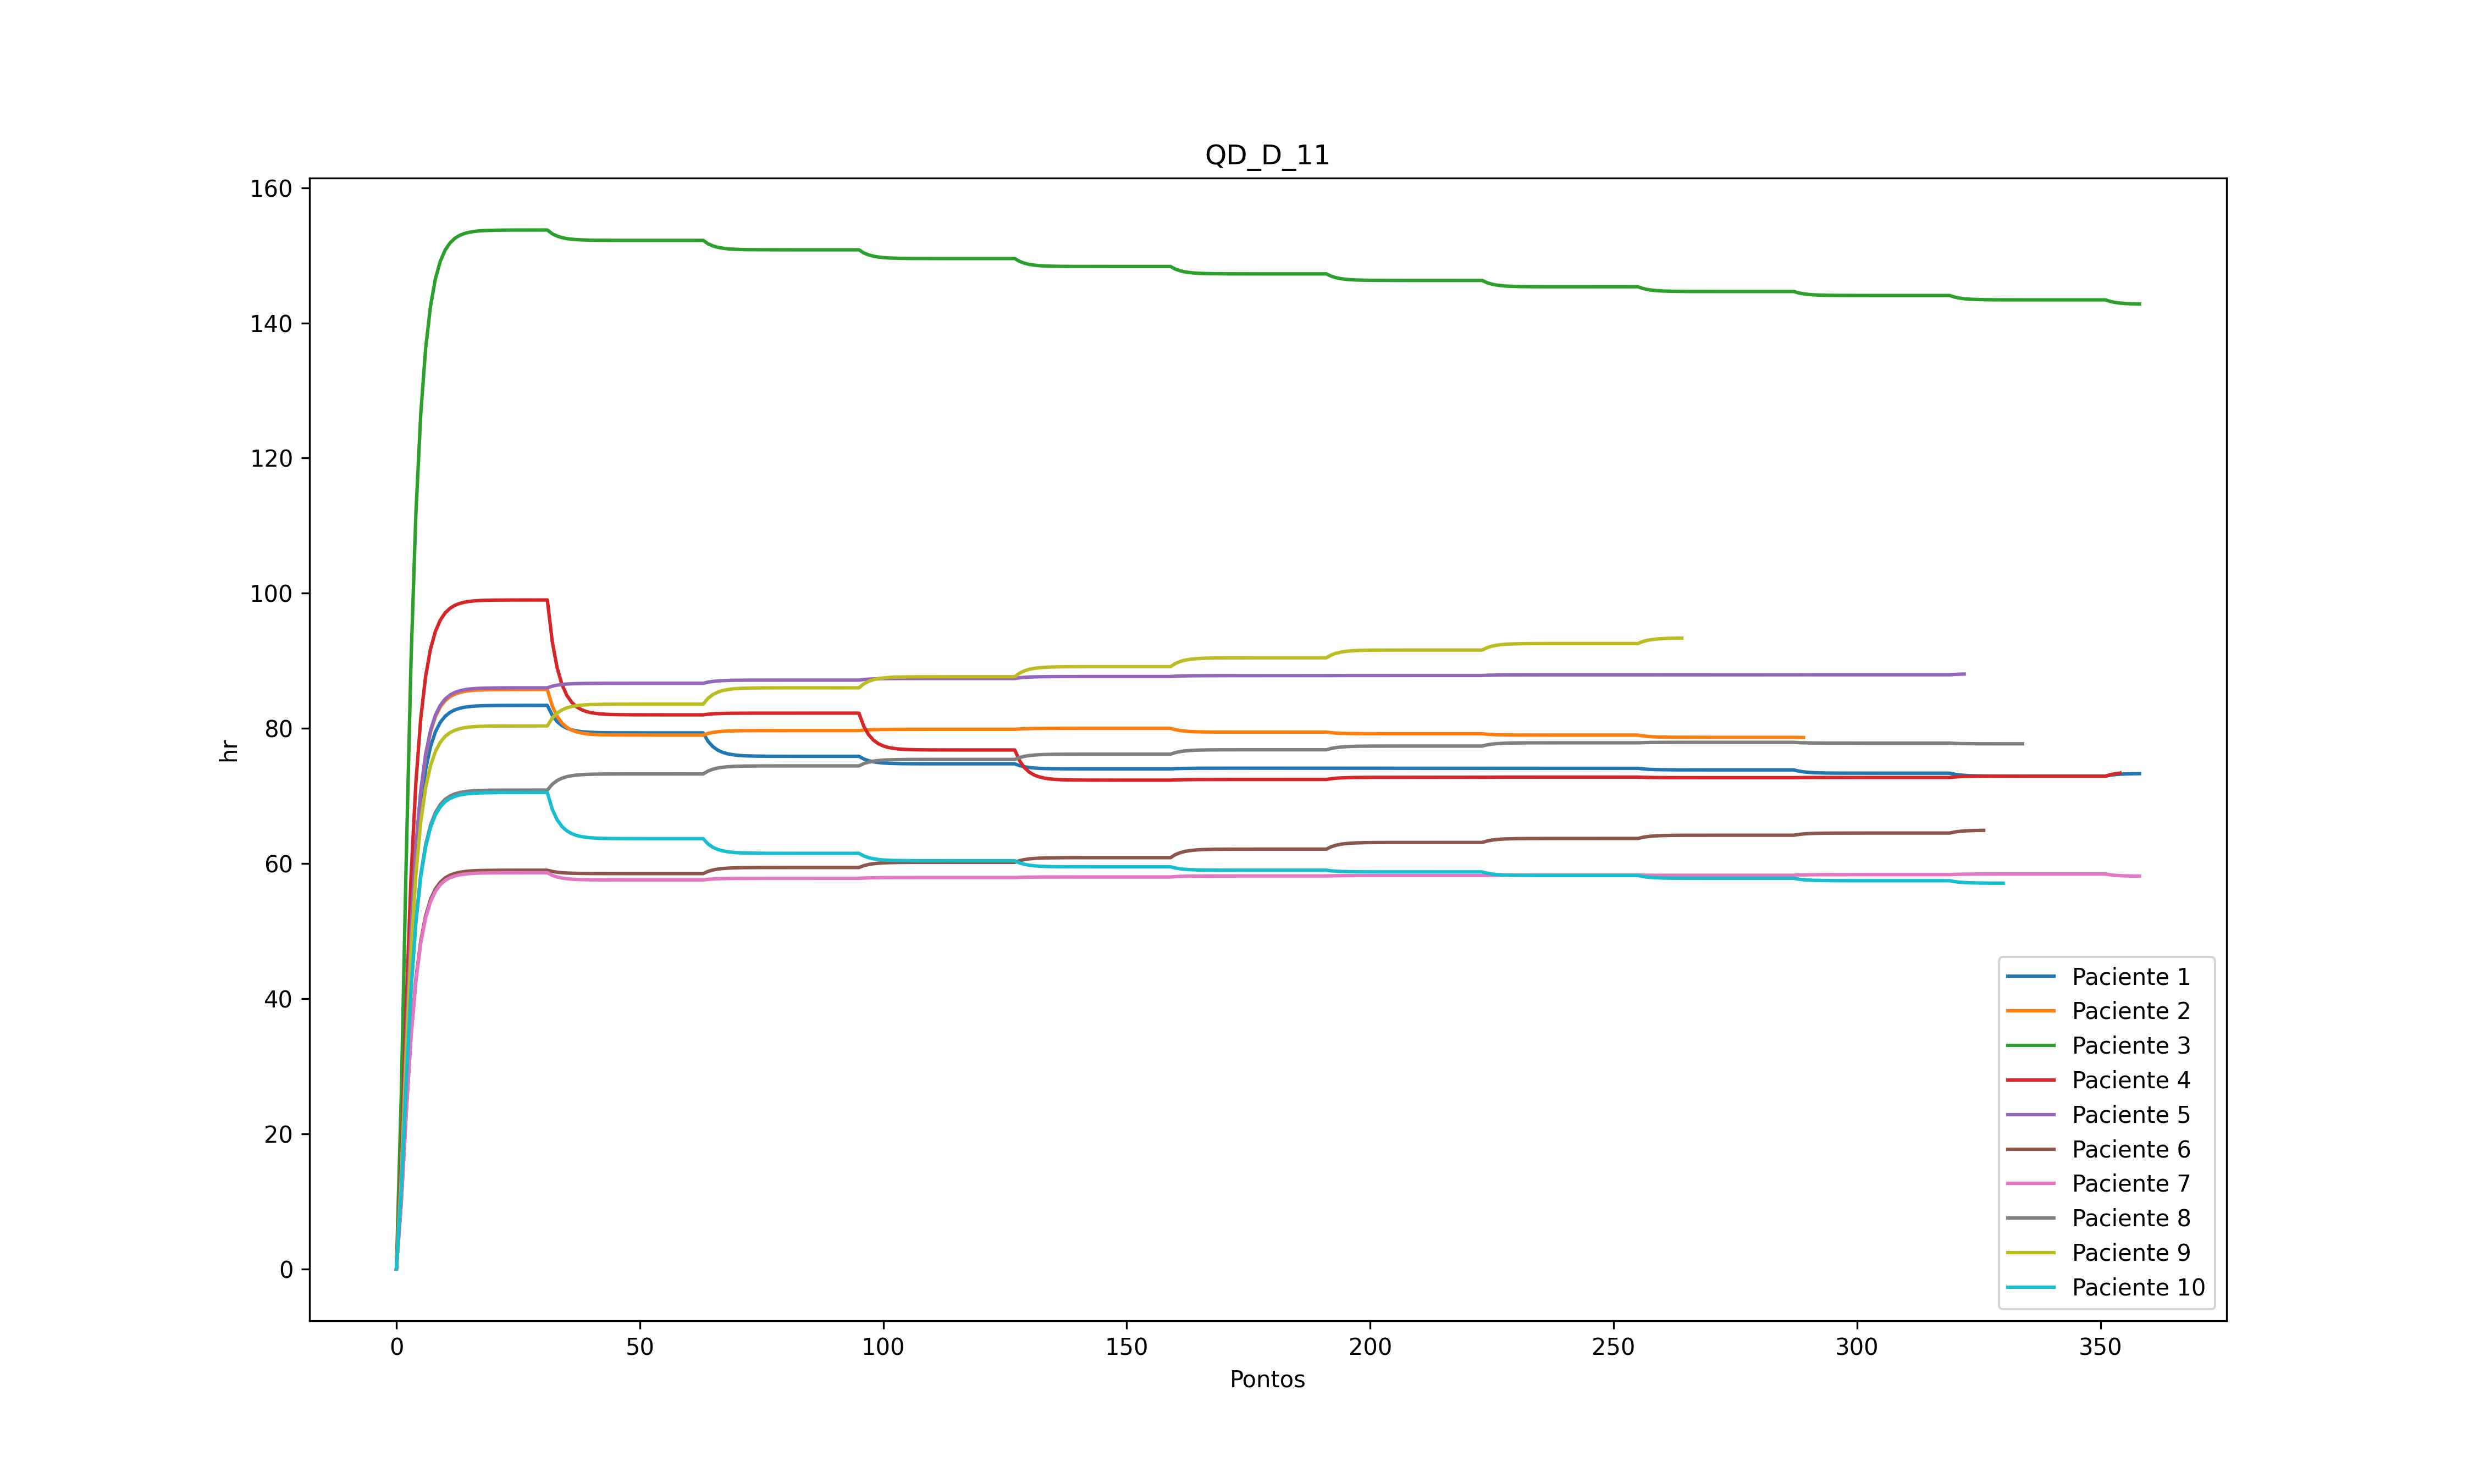 QD_D_11
160
140
120
100
80
60
40
20
0
hr
0 50 100 150 200 250 300 350
Pontos
Paciente 1
Paciente 2
Paciente 3
Paciente 4
Paciente 5
Paciente 6
Paciente 7
Paciente 8
Paciente 9
Paciente 10